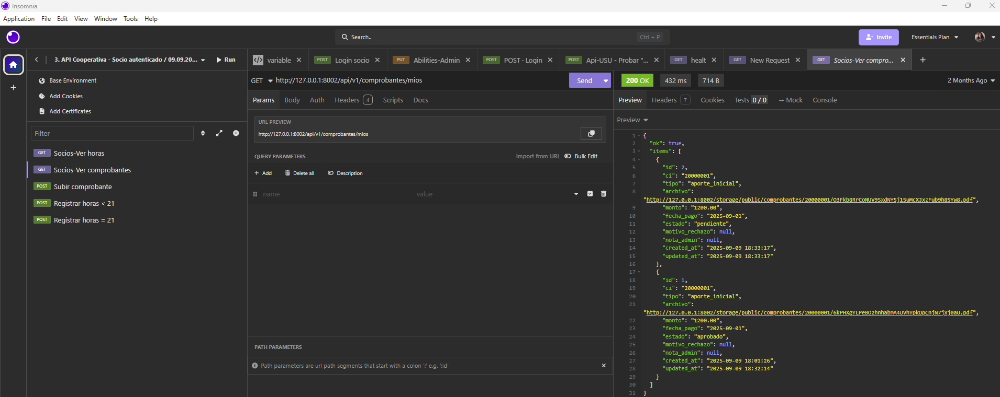 Insomnia
Application File Edit View Window Tools Help
Search.. Ctrl + P
Invite Essentials Plan
3. API Cooperativa - Socio autenticado / 09.09.20... Run
variable POST Login socio PUT Abilities-Admin POST POST - Login POST Api-USU - Probar "... GET healt GET New Request GET Socios-Ver compro...
Base Environment
Add Cookies
Add Certificates
Filter
GET Socios-Ver horas
GET Socios-Ver comprobantes
POST Subir comprobante
POST Registrar horas < 21
POST Registrar horas = 21
GET http://127.0.0.1:8002/api/v1/comprobantes/mios Send
Params Body Auth Headers 4 Scripts Docs
URL PREVIEW
http://127.0.0.1:8002/api/v1/comprobantes/mios
QUERY PARAMETERS Import from URL Bulk Edit
+ Add Delete all Description
name value
PATH PARAMETERS
Path parameters are url path segments that start with a colon ':' e.g. ':id'
200 OK 432 ms 714 B 2 Months Ago
Preview Headers 7 Cookies Tests 0 / 0 → Mock Console
Preview
1 {
2 "ok": true,
3 "items": [
4 {
5 "id": 2,
6 "ci": "20000001",
7 "tipo": "aporte_inicial",
8 "archivo":
"http://127.0.0.1:8002/storage/public/comprobantes/20000001/O3Fkb8RrCoNUV9SxdNY5j15uMcXJxzFub9h85Yw8.pdf",
9 "monto": "1200.00",
10 "fecha_pago": "2025-09-01",
11 "estado": "pendiente",
12 "motivo_rechazo": null,
13 "nota_admin": null,
14 "created_at": "2025-09-09 18:33:17",
15 "updated_at": "2025-09-09 18:33:17"
16 },
17 {
18 "id": 1,
19 "ci": "20000001",
20 "tipo": "aporte_inicial",
21 "archivo":
"http://127.0.0.1:8002/storage/public/comprobantes/20000001/6kPHXgYLPeBO2hnhabmA4UVhYpkOpCnjN7jxj0aU.pdf",
22 "monto": "1200.00",
23 "fecha_pago": "2025-09-01",
24 "estado": "aprobado",
25 "motivo_rechazo": null,
26 "nota_admin": null,
27 "created_at": "2025-09-09 18:01:26",
28 "updated_at": "2025-09-09 18:32:14"
29 }
30 ]
31 }